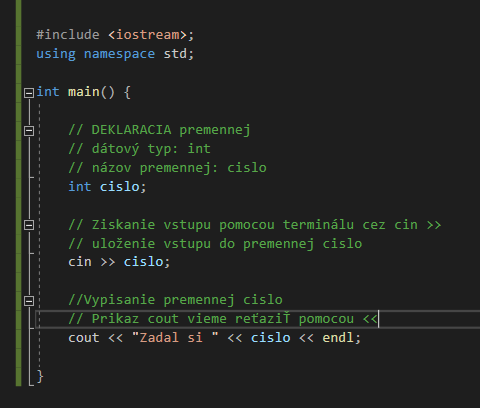 #include <iostream>;
using namespace std;
int main() {
// DEKLARACIA premennej
// dátový typ: int
// názov premennej: cislo
int cislo;
// Ziskanie vstupu pomocou terminálu cez cin >>
// uloženie vstupu do premennej cislo
cin >> cislo;
//Vypisanie premennej cislo
// Prikaz cout vieme reťaziŤ pomocou <<
cout << "Zadal si " << cislo << endl;
}